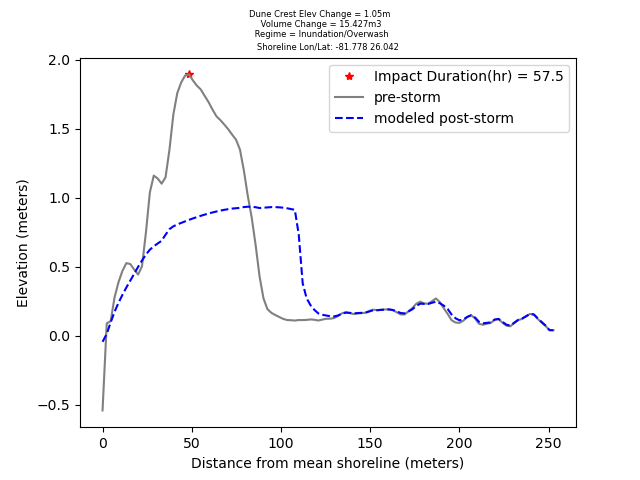 Dune Crest Elev Change = 1.05m
Volume Change = 15.427m3
Regime = Inundation/Overwash
Shoreline Lon/Lat: -81.778 26.042
Impact Duration(hr) = 57.5
pre-storm
modeled post-storm
2.0
1.5
1.0
0.5
0.0
−0.5
Elevation (meters)
0 50 100 150 200 250
Distance from mean shoreline (meters)